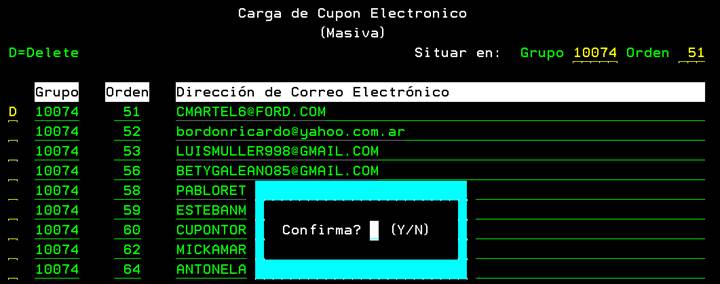 Carga de Cupon Electronico
(Masiva)
D=Delete Situar en: Grupo 10074 Orden 51
Grupo Orden Dirección de Correo Electrónico
D 10074 51 CMARTEL6@FORD.COM
10074 52 bordonricardo@yahoo.com.ar
10074 53 LUISMULLER998@GMAIL.COM
10074 56 BETYGALEANO85@GMAIL.COM
10074 58 PABLORET
10074 59 ESTEBANM
10074 60 CUPONTOR
10074 62 MICKAMAR
10074 64 ANTONELA
Confirma? (Y/N)